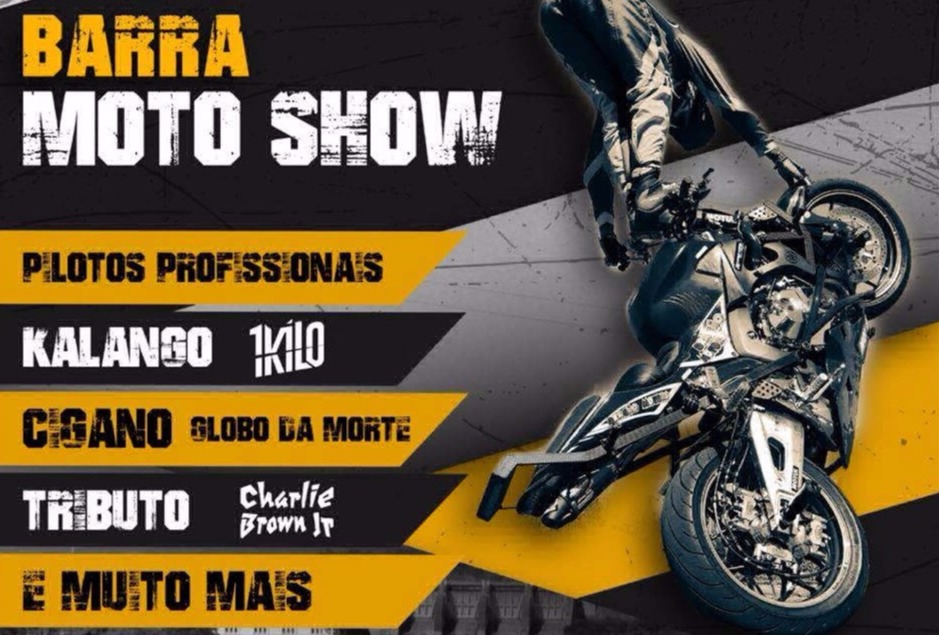 BARRA
MOTO SHOW
PILOTOS PROFISSIONAIS
KALANGO 1KILO
CIGANO GLOBO DA MORTE
TRIBUTO Charlie
Brown Jr
E MUITO MAIS